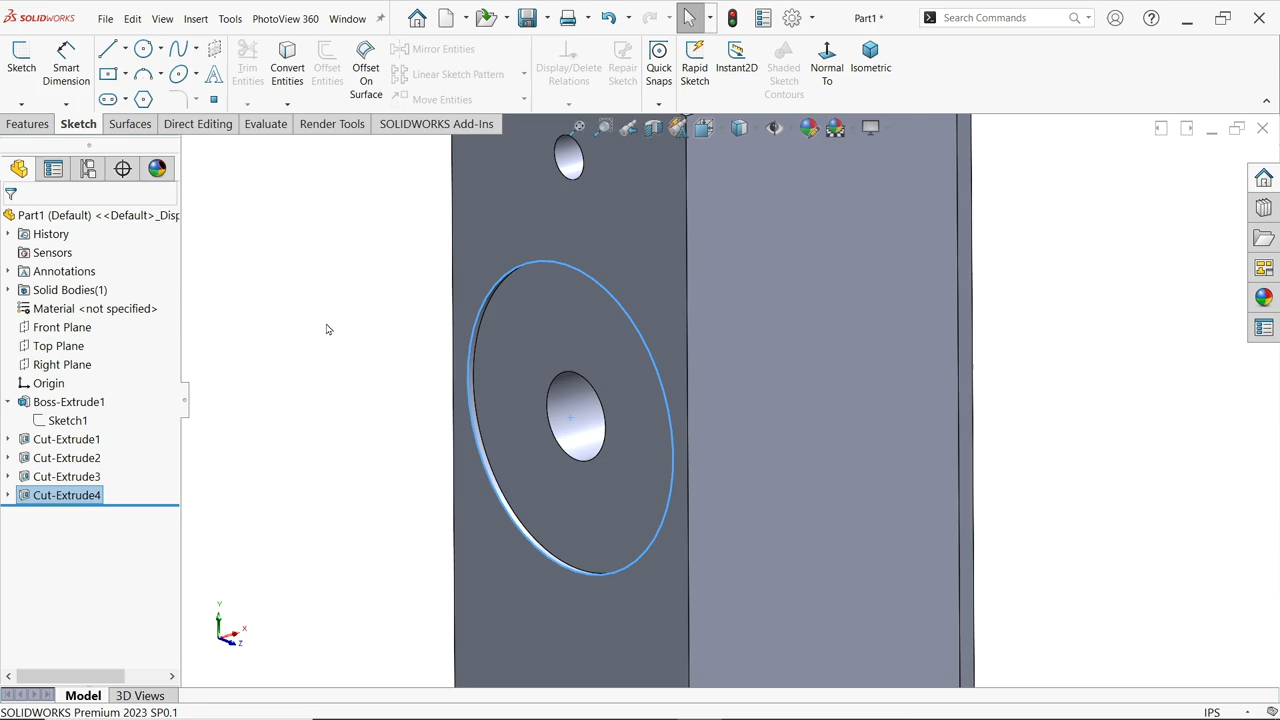 SOLIDWORKS File Edit View Insert Tools PhotoView 360 Window Part1 * Search Commands
Sketch Smart Dimension Trim Entities Convert Entities Offset Entities Offset On Surface Mirror Entities Linear Sketch Pattern Move Entities Display/Delete Relations Repair Sketch Quick Snaps Rapid Sketch Instant2D Shaded Sketch Contours Normal To Isometric
Features Sketch Surfaces Direct Editing Evaluate Render Tools SOLIDWORKS Add-Ins
Part1 (Default) <<Default>_Disp
History
Sensors
Annotations
Solid Bodies(1)
Material <not specified>
Front Plane
Top Plane
Right Plane
Origin
Boss-Extrude1
Sketch1
Cut-Extrude1
Cut-Extrude2
Cut-Extrude3
Cut-Extrude4
Y
X
Z
Model 3D Views
SOLIDWORKS Premium 2023 SP0.1 IPS